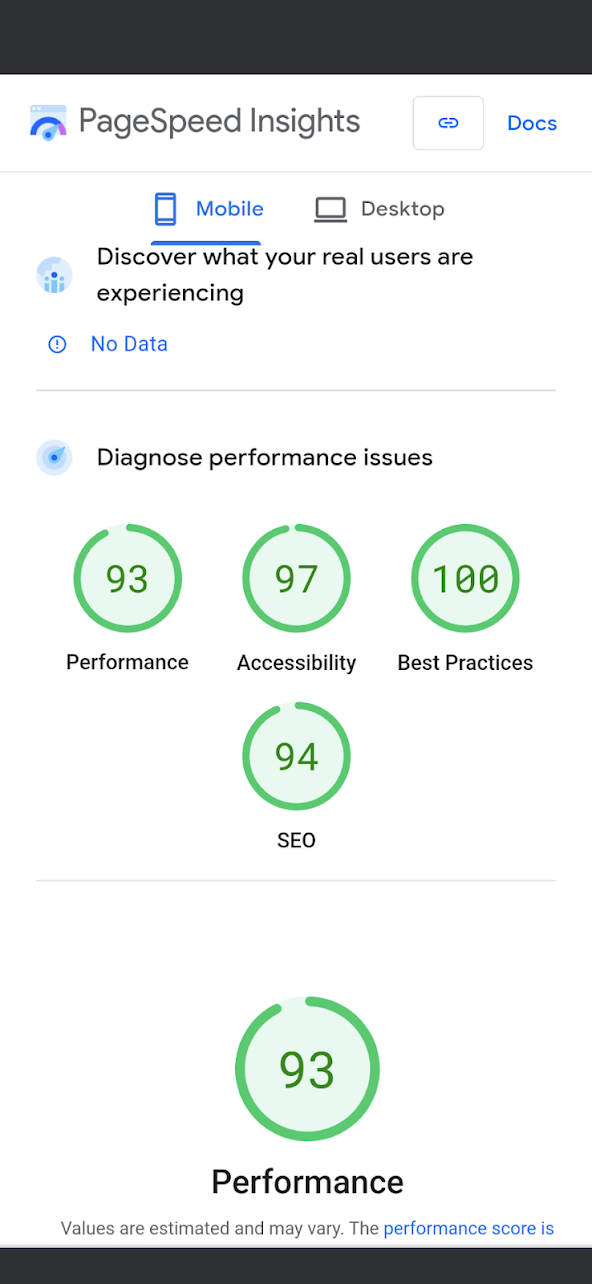 PageSpeed Insights
Docs
Mobile
Desktop
Discover what your real users are
experiencing
No Data
Diagnose performance issues
93
97
100
Performance
Accessibility
Best Practices
94
SEO
93
Performance
Values are estimated and may vary. The performance score is